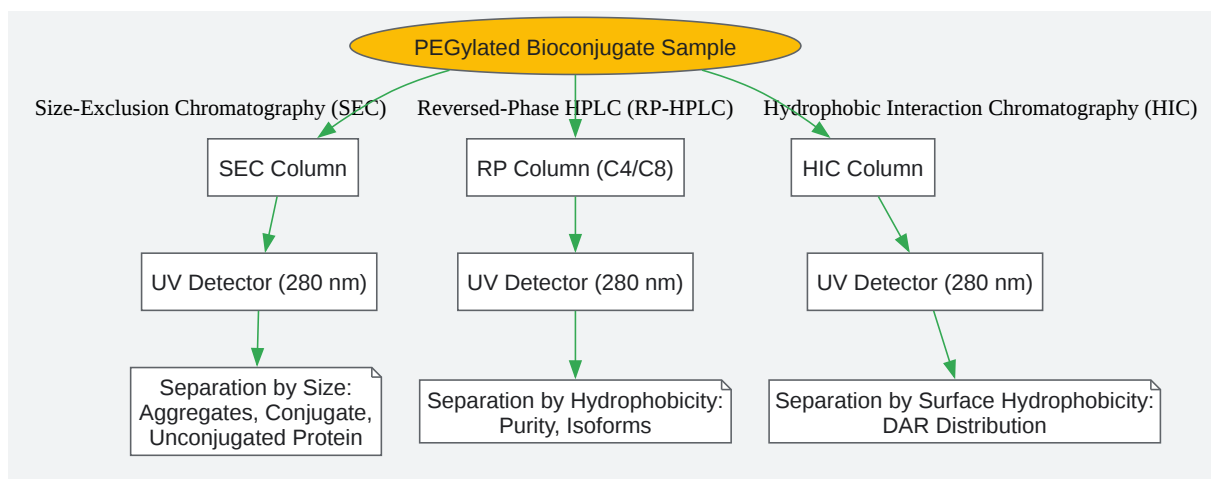 PEGylated Bioconjugate Sample
Size-Exclusion Chromatography (SEC)
Reversed-Phase HPLC (RP-HPLC)
Hydrophobic Interaction Chromatography (HIC)
SEC Column
RP Column (C4/C8)
HIC Column
UV Detector (280 nm)
UV Detector (280 nm)
UV Detector (280 nm)
Separation by Size:
Aggregates, Conjugate,
Unconjugated Protein
Separation by Hydrophobicity:
Purity, Isoforms
Separation by Surface Hydrophobicity:
DAR Distribution